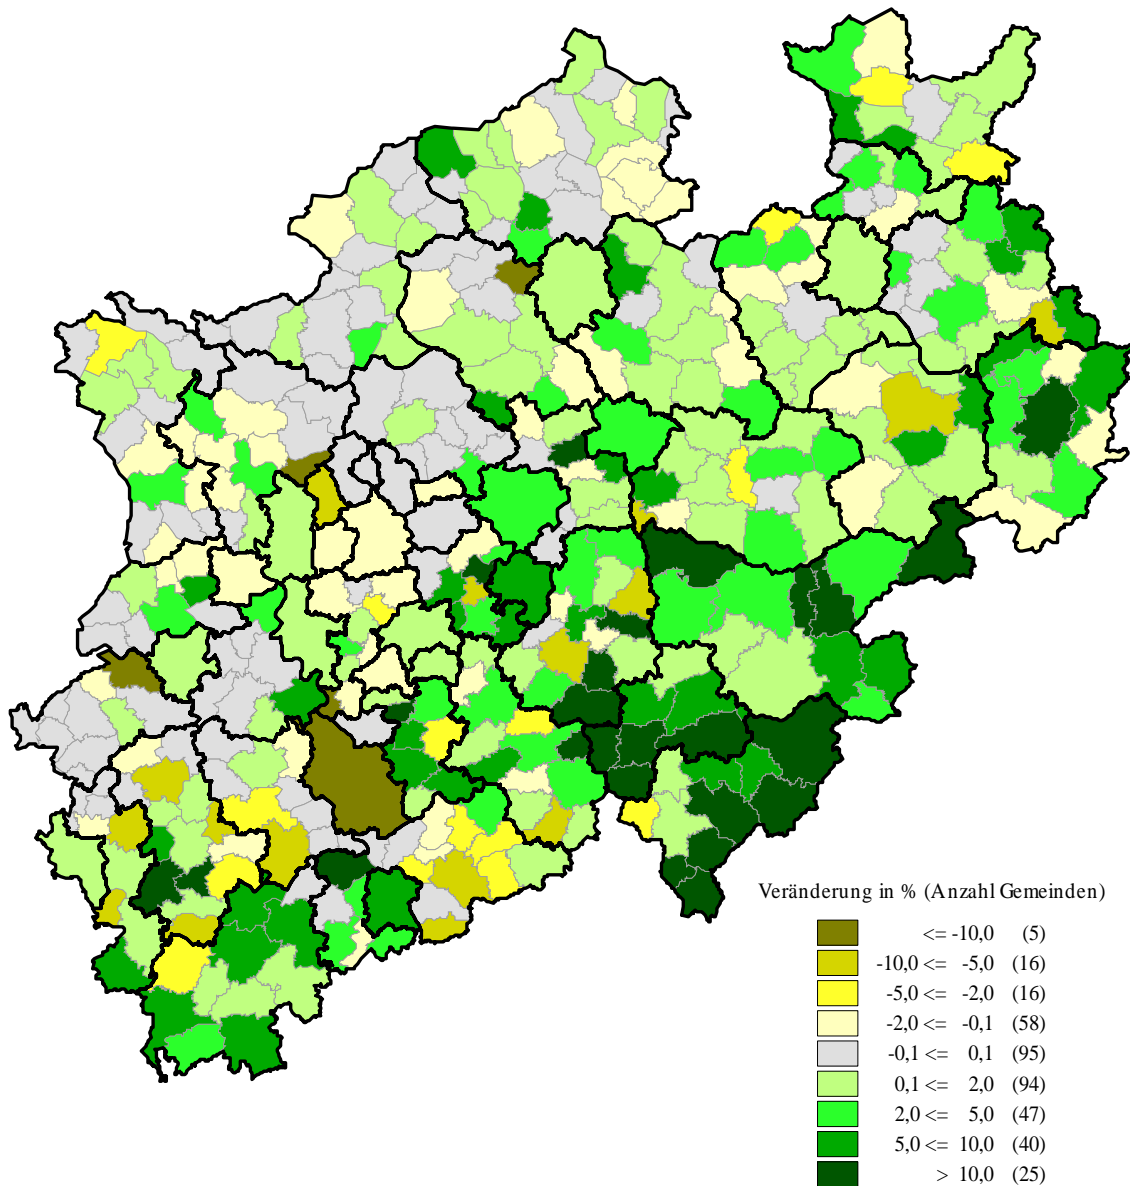 Veränderung in % (Anzahl Gemeinden)
<= -10,0 (5)
-10,0 <= -5,0 (16)
-5,0 <= -2,0 (16)
-2,0 <= -0,1 (58)
-0,1 <= 0,1 (95)
0,1 <= 2,0 (94)
2,0 <= 5,0 (47)
5,0 <= 10,0 (40)
> 10,0 (25)